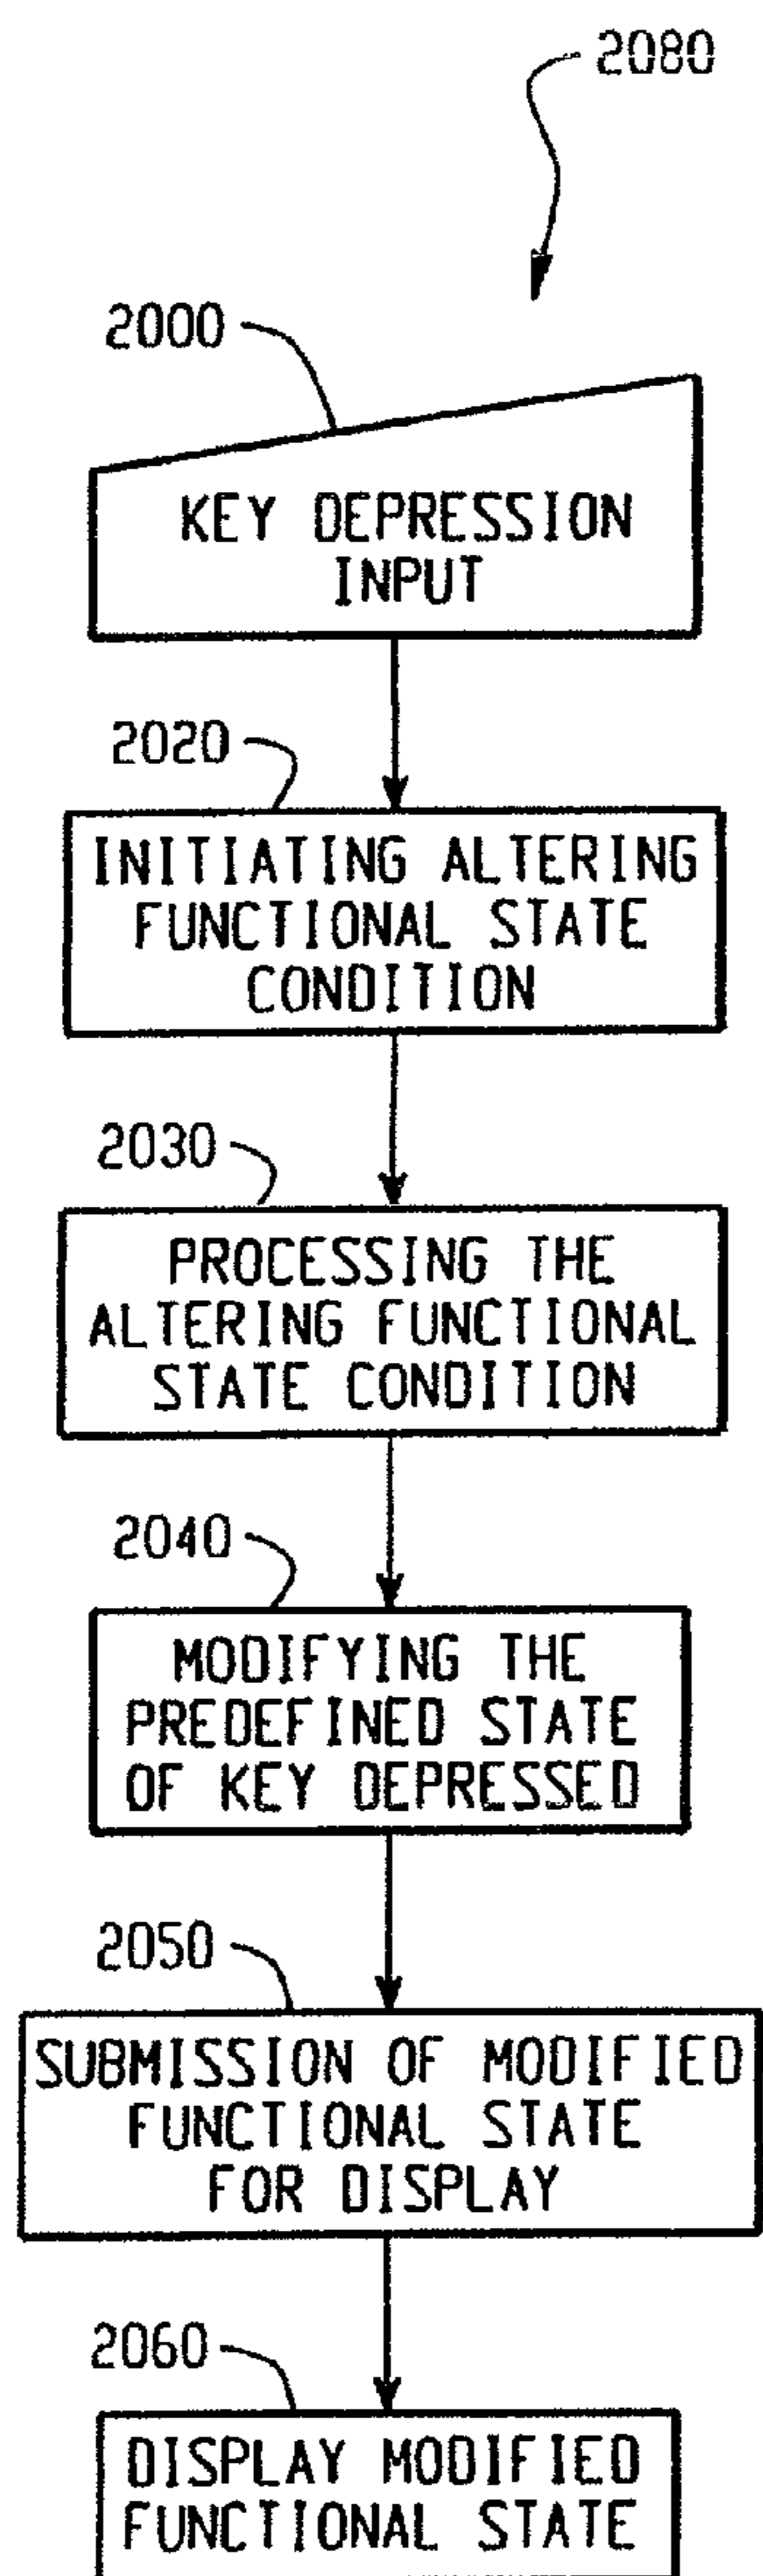 2080
2000
KEY DEPRESSION
INPUT
2020
INITIATING ALTERING
FUNCTIONAL STATE
CONDITION
2030
PROCESSING THE
ALTERING FUNCTIONAL
STATE CONDITION
2040
MODIFYING THE
PREDEFINED STATE
OF KEY DEPRESSED
2050
SUBMISSION OF MODIFIED
FUNCTIONAL STATE
FOR DISPLAY
2060
DISPLAY MODIFIED
FUNCTIONAL STATE